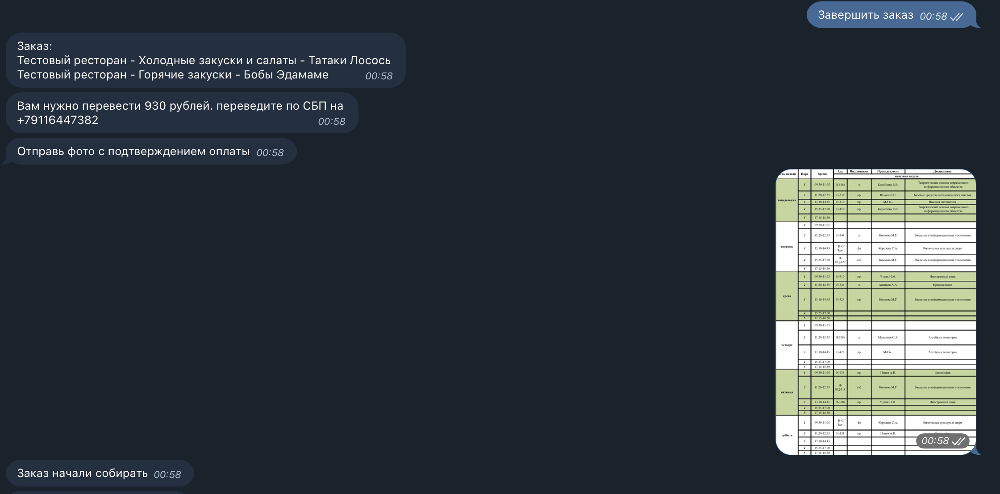 Завершить заказ 00:58
Заказ:
Тестовый ресторан - Холодные закуски и салаты - Татаки Лосось
Тестовый ресторан - Горячие закуски - Бобы Эдамаме 00:58
Вам нужно перевести 930 рублей. переведите по СБП на
+79116447382 00:58
Отправь фото с подтверждением оплаты 00:58
день недели Пара Время Ауд. Вид занятия Преподаватель Дисциплина
нечетная неделя
понедельник
1 09.30-11.05 Н-518а л. Кораблева Е.В. Теоретические основы современного информационного общества
2 11.20-12.55 Н-538 пр. Шакин В.Н. Базовые средства математических пакетов
3 13.10-14.45 Н-410 пр. МА 6... Высшая математика
4 15.25-17.00 Н-450 пр. Кораблева Е.В. Теоретические основы современного информационного общества
5 17.15-18.50
вторник
1 09.30-11.05
2 11.20-12.55 Н-344 л. Комкова М.Г. Введение в информационные технологии
3 13.10-14.45 Н-С/Зал-1 фв Королева С.А. Физическая культура и спорт
4 15.25-17.00 Н-ВЦ-127 лаб. Комкова М.Г. Введение в информационные технологии
5 17.15-18.50
среда
1 09.30-11.05 Н-410 пр. Чупак Н.М. Иностранный язык
2 11.20-12.55 Н-344 л. Антипов А.А. Правоведение
3 13.10-14.45 Н-324 пр. Комкова М.Г. Введение в информационные технологии
4 15.25-17.00
5 17.15-18.50
четверг
1 09.30-11.05
2 11.20-12.55 Н-518а л. Маненков С.А. Алгебра и геометрия
3 13.10-14.45 Н-428 пр. МА 6... Алгебра и геометрия
4 15.25-17.00
5 17.15-18.50
пятница
1 09.30-11.05 Н-436 пр. Попов А.П. Философия
2 11.20-12.55 Н-ВЦ-118 лаб. Комкова М.Г. Введение в информационные технологии
3 13.10-14.45 Н-330а пр. Чупак Н.М. Иностранный язык
4 15.25-17.00
5 17.15-18.50
суббота
1 09.30-11.05 Н-С/Зал-1 фв Королева С.А. Физическая культура и спорт
2 11.20-12.55 Н-131 пр. Попов А.П.
3 13.10-14.45
4 15.25-17.00
5 17.15-18.50
00:58
Заказ начали собирать 00:58